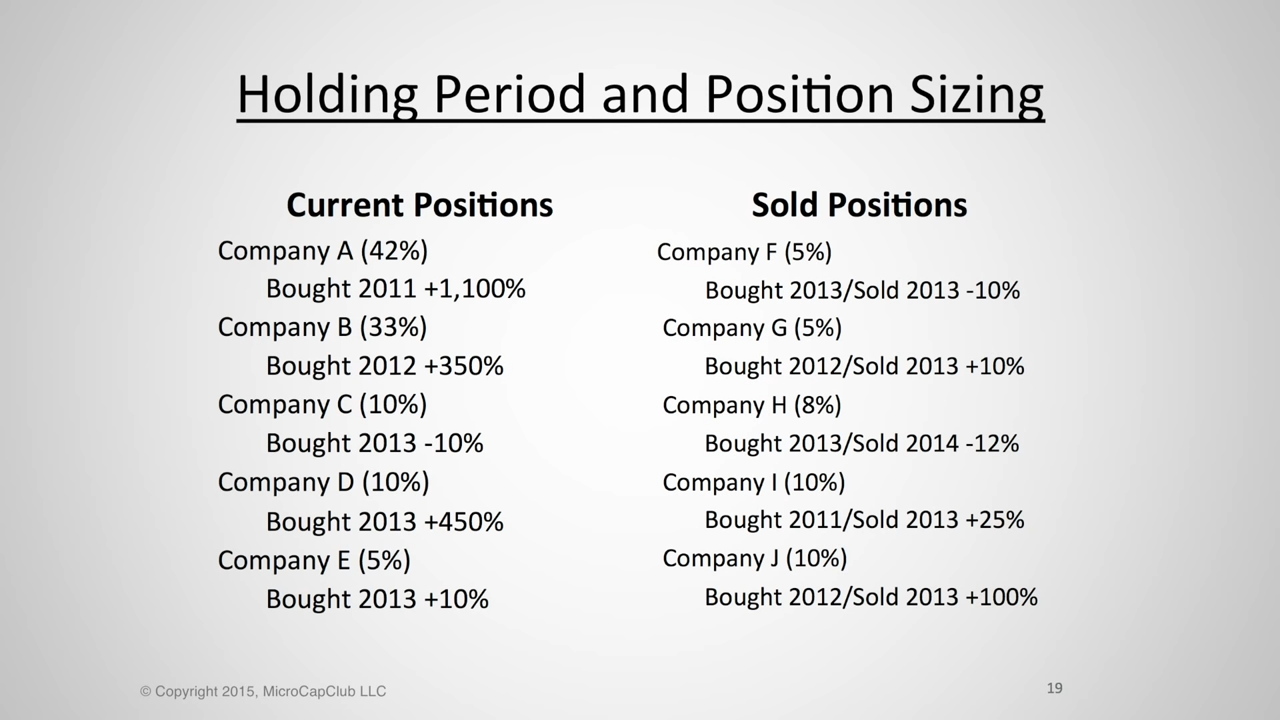 Holding Period and Position Sizing
Current Positions
Company A (42%)
Bought 2011 +1,100%
Company B (33%)
Bought 2012 +350%
Company C (10%)
Bought 2013 -10%
Company D (10%)
Bought 2013 +450%
Company E (5%)
Bought 2013 +10%
Sold Positions
Company F (5%)
Bought 2013/Sold 2013 -10%
Company G (5%)
Bought 2012/Sold 2013 +10%
Company H (8%)
Bought 2013/Sold 2014 -12%
Company I (10%)
Bought 2011/Sold 2013 +25%
Company J (10%)
Bought 2012/Sold 2013 +100%
© Copyright 2015, MicroCapClub LLC
19